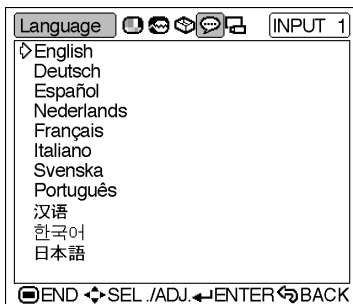 Language INPUT 1
English
Deutsch
Español
Nederlands
Français
Italiano
Svenska
Português
汉语
한국어
日本語
END SEL./ADJ. ENTER BACK